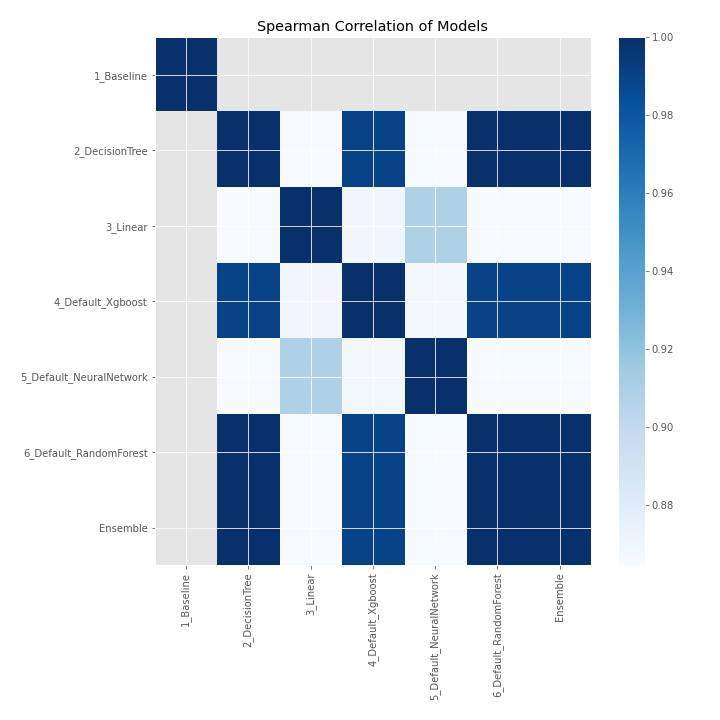 Spearman Correlation of Models
1_Baseline
2_DecisionTree
3_Linear
4_Default_Xgboost
5_Default_NeuralNetwork
6_Default_RandomForest
Ensemble
1_Baseline
2_DecisionTree
3_Linear
4_Default_Xgboost
5_Default_NeuralNetwork
6_Default_RandomForest
Ensemble
1.00
0.98
0.96
0.94
0.92
0.90
0.88